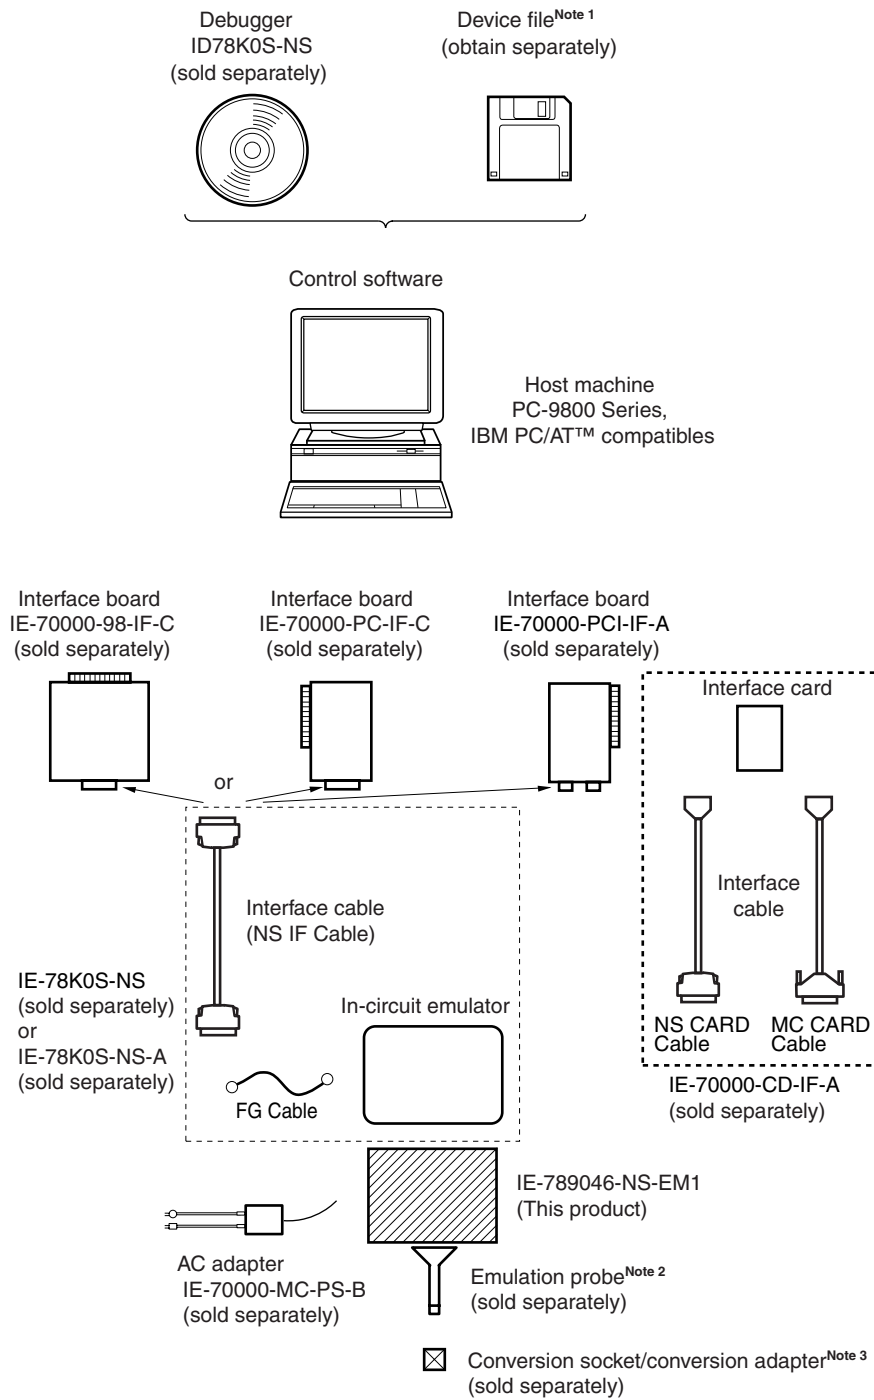 Debugger
ID78K0S-NS
(sold separately)
Device fileNote 1
(obtain separately)
Control software
Host machine
PC-9800 Series,
IBM PC/AT™ compatibles
Interface board
IE-70000-98-IF-C
(sold separately)
Interface board
IE-70000-PC-IF-C
(sold separately)
Interface board
IE-70000-PCI-IF-A
(sold separately)
Interface card
or
Interface cable
(NS IF Cable)
Interface
cable
IE-78K0S-NS
(sold separately)
or
IE-78K0S-NS-A
(sold separately)
In-circuit emulator
FG Cable
NS CARD
Cable
MC CARD
Cable
IE-70000-CD-IF-A
(sold separately)
IE-789046-NS-EM1
(This product)
AC adapter
IE-70000-MC-PS-B
(sold separately)
Emulation probeNote 2
(sold separately)
Conversion socket/conversion adapterNote 3
(sold separately)